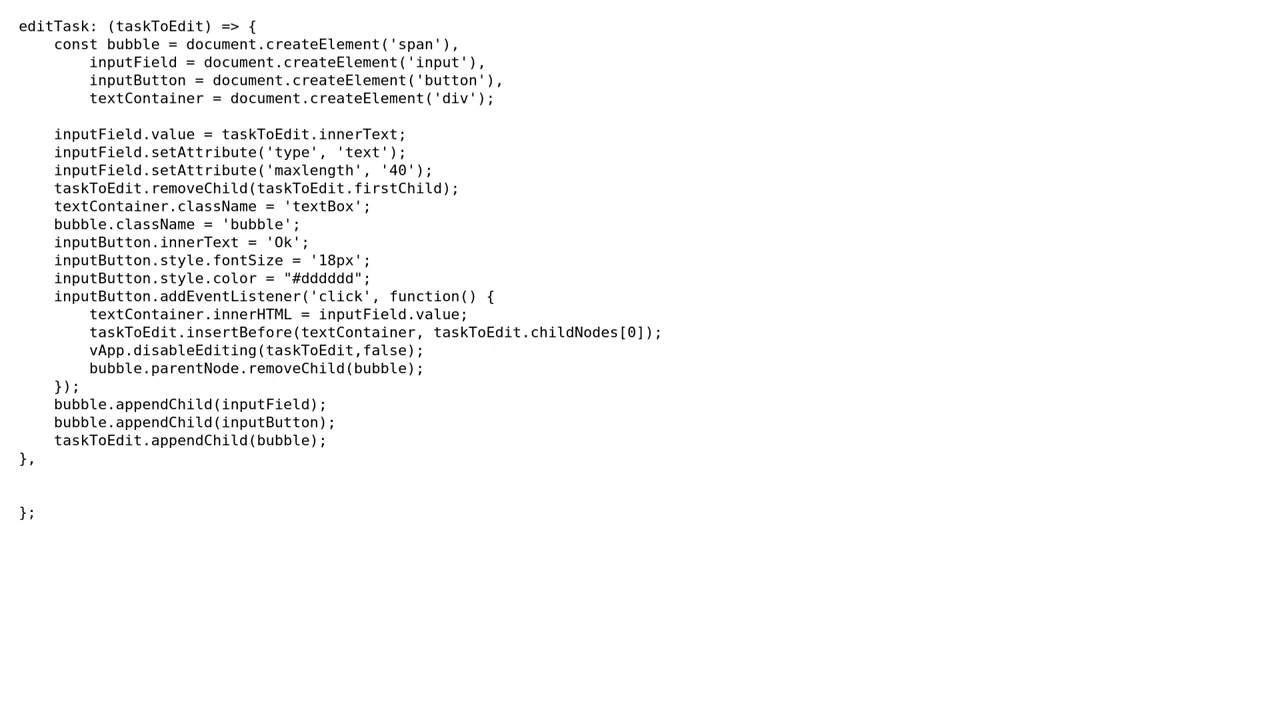 editTask: (taskToEdit) => {
    const bubble = document.createElement('span'),
        inputField = document.createElement('input'),
        inputButton = document.createElement('button'),
        textContainer = document.createElement('div');

    inputField.value = taskToEdit.innerText;
    inputField.setAttribute('type', 'text');
    inputField.setAttribute('maxlength', '40');
    taskToEdit.removeChild(taskToEdit.firstChild);
    textContainer.className = 'textBox';
    bubble.className = 'bubble';
    inputButton.innerText = 'Ok';
    inputButton.style.fontSize = '18px';
    inputButton.style.color = "#dddddd";
    inputButton.addEventListener('click', function() {
        textContainer.innerHTML = inputField.value;
        taskToEdit.insertBefore(textContainer, taskToEdit.childNodes[0]);
        vApp.disableEditing(taskToEdit,false);
        bubble.parentNode.removeChild(bubble);
    });
    bubble.appendChild(inputField);
    bubble.appendChild(inputButton);
    taskToEdit.appendChild(bubble);
},


};